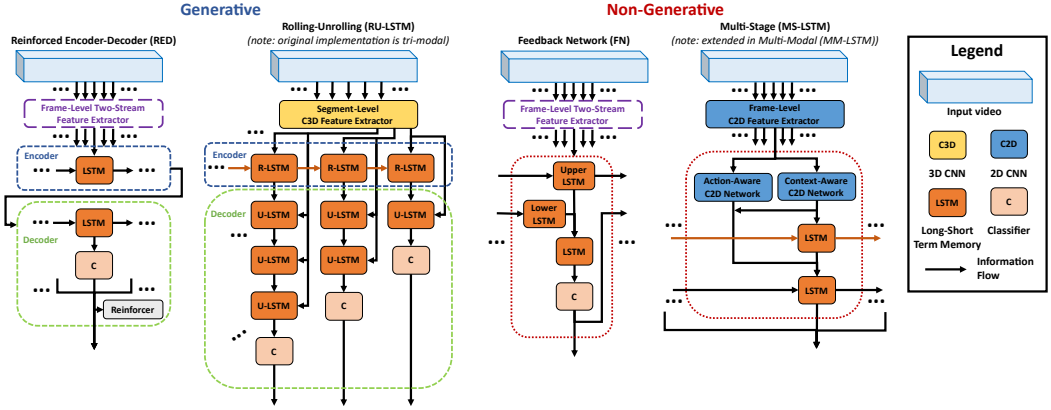 Generative
Non-Generative
Reinforced Encoder-Decoder (RED)
Frame-Level Two-Stream
Feature Extractor
Encoder
LSTM
LSTM
Decoder
C
Reinforcer
Rolling-Unrolling (RU-LSTM)
(note: original implementation is tri-modal)
Segment-Level
C3D Feature Extractor
Encoder
R-LSTM
R-LSTM
R-LSTM
Decoder
U-LSTM
U-LSTM
U-LSTM
U-LSTM
U-LSTM
C
U-LSTM
C
C
Feedback Network (FN)
Frame-Level Two-Stream
Feature Extractor
Upper
LSTM
Lower
LSTM
LSTM
C
Multi-Stage (MS-LSTM)
(note: extended in Multi-Modal (MM-LSTM))
Frame-Level
C2D Feature Extractor
Action-Aware
C2D Network
Context-Aware
C2D Network
LSTM
LSTM
Legend
Input video
C3D
C2D
3D CNN
2D CNN
LSTM
C
Long-Short
Term Memory
Classifier
Information
Flow